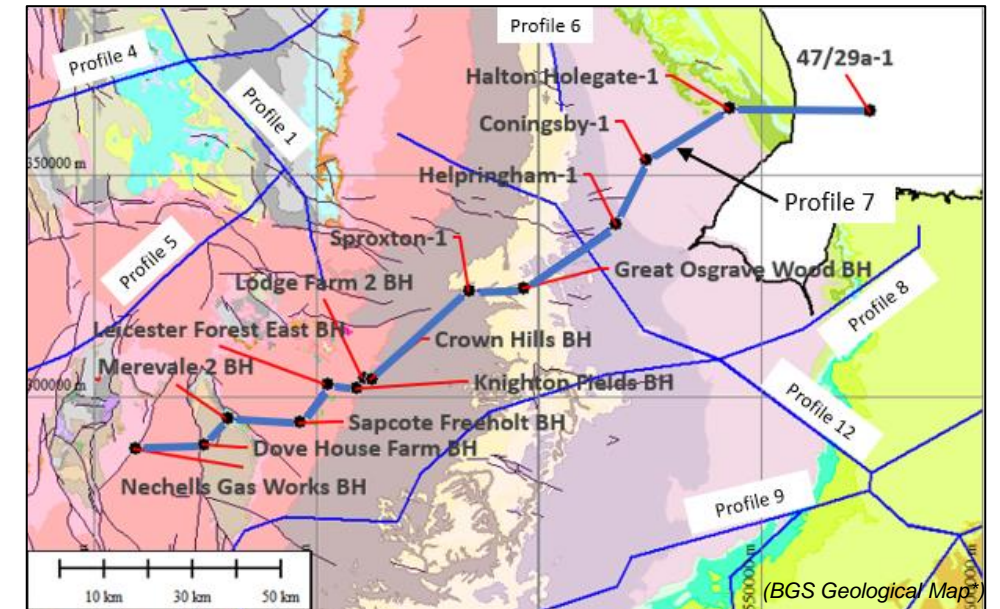 Profile 6
Profile 4
47/29a-1
Halton Holegate-1
Profile 1
Coningsby-1
350000 m
Helpringham-1
Profile 7
Sproxton-1
Profile 5
Great Osgrave Wood BH
Lodge Farm 2 BH
Profile 8
Leicester Forest East BH
Crown Hills BH
Merevale 2 BH
300000 m
Knighton Fields BH
Profile 12
Sapcote Freeholt BH
Dove House Farm BH
Nechells Gas Works BH
Profile 9
10 km 30 km 50 km
550000 m
(BGS Geological Map*)